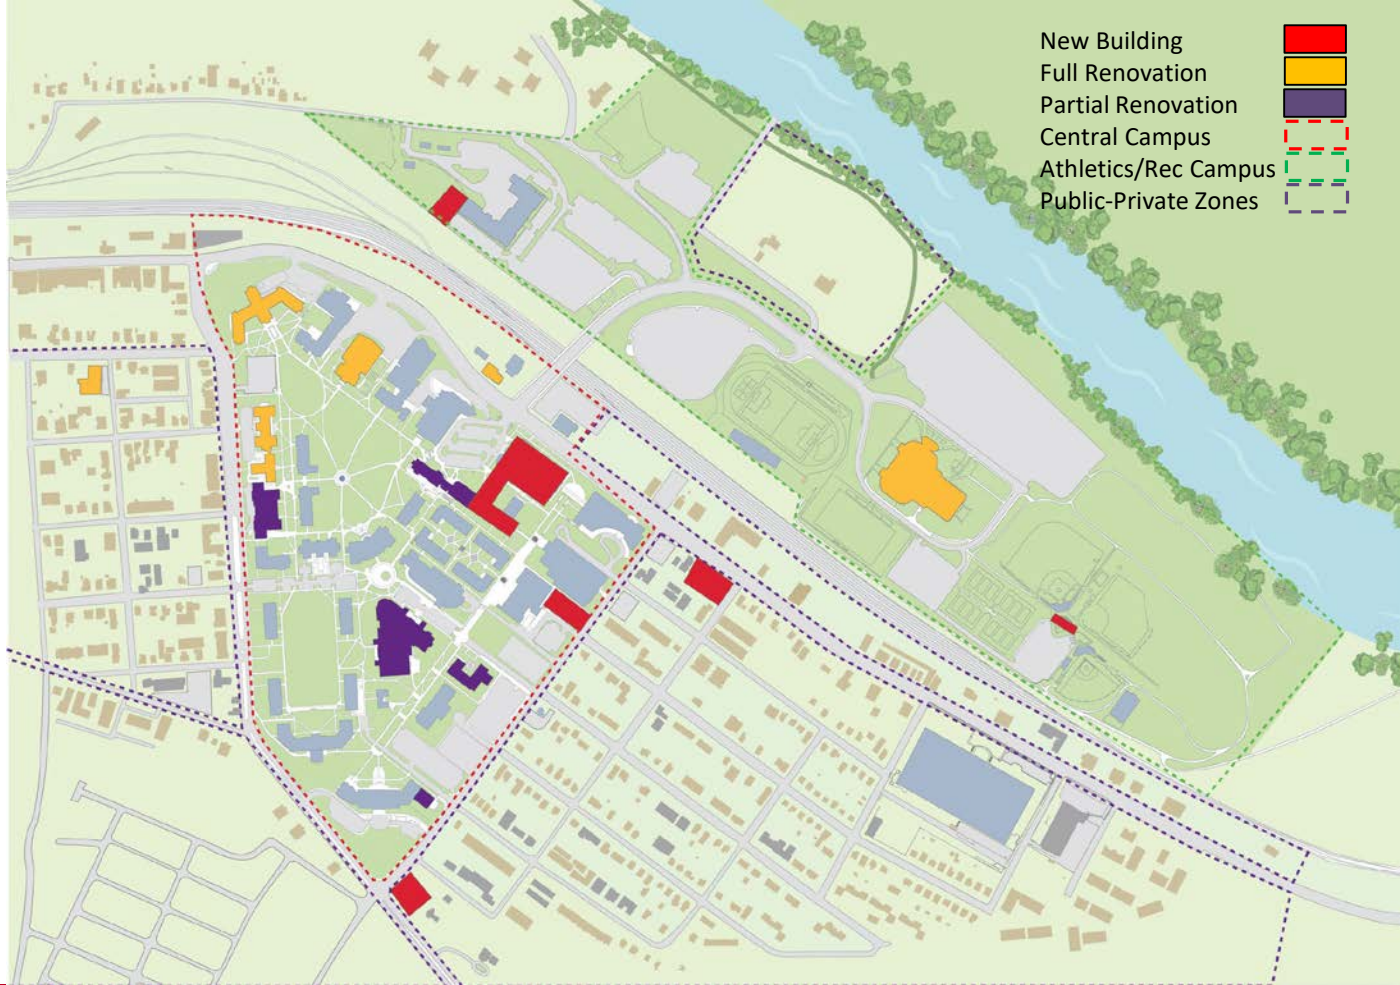 New Building
Full Renovation
Partial Renovation
Central Campus
Athletics/Rec Campus
Public-Private Zones